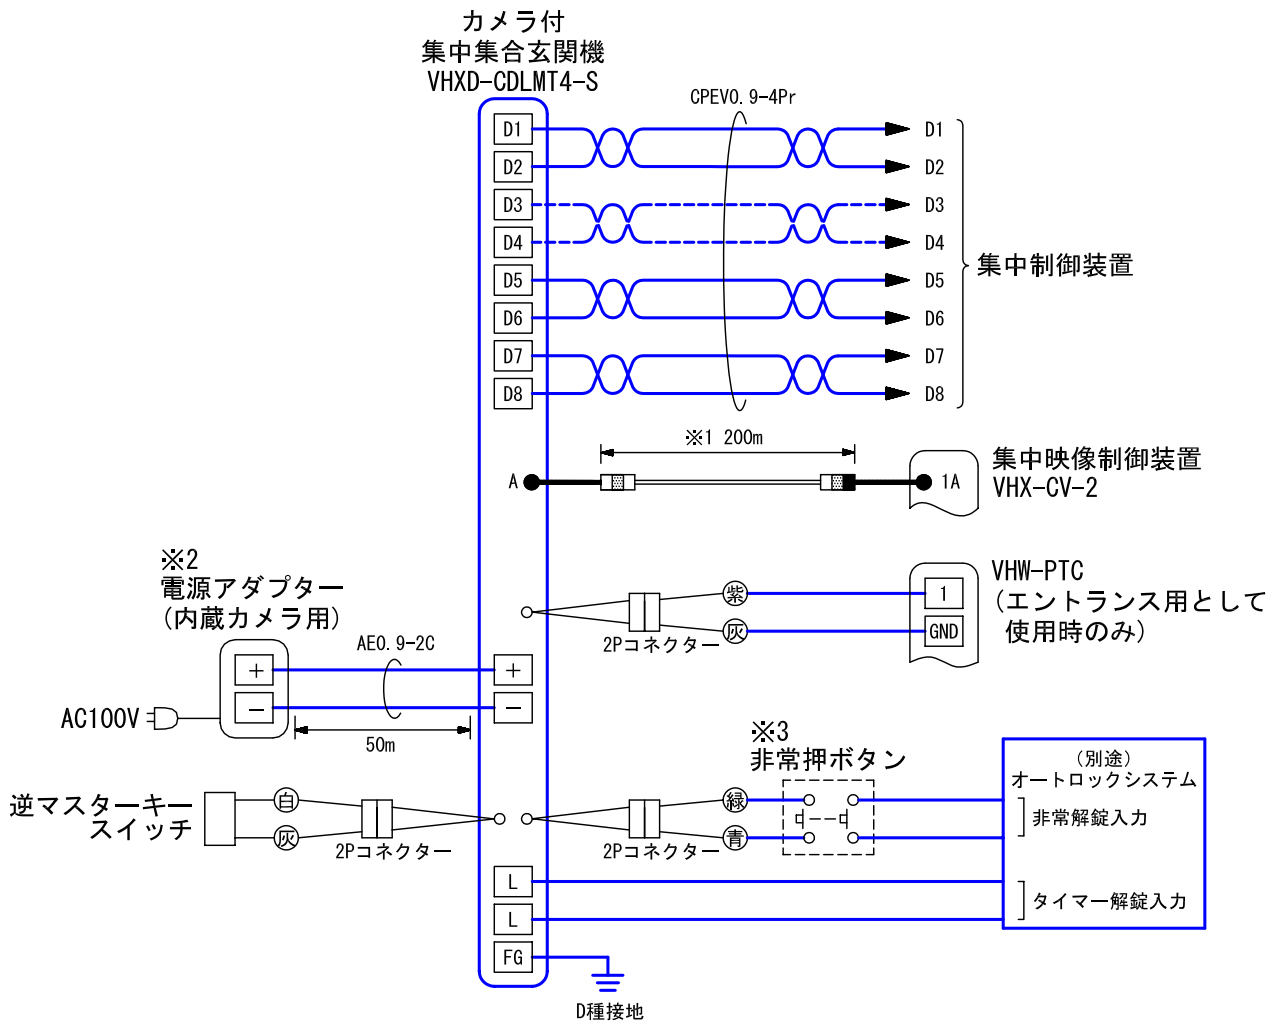 カメラ付
集中集合玄関機
VHXD-CDLMT4-S
CPEV0.9-4Pr
D1
D2
D3
D4
D5
D6
D7
D8
D1
D2
D3
D4
D5
D6
D7
D8
集中制御装置
※1 200m
A
1A
集中映像制御装置
VHX-CV-2
※2
電源アダプター
(内蔵カメラ用)
AE0.9-2C
+
−
+
−
AC100V
50m
紫
灰
2Pコネクター
1
GND
VHW-PTC
(エントランス用として
使用時のみ)
逆マスターキー
スイッチ
白
灰
2Pコネクター
緑
青
2Pコネクター
※3
非常押ボタン
(別途)
オートロックシステム
非常解錠入力
タイマー解錠入力
L
L
FG
D種接地